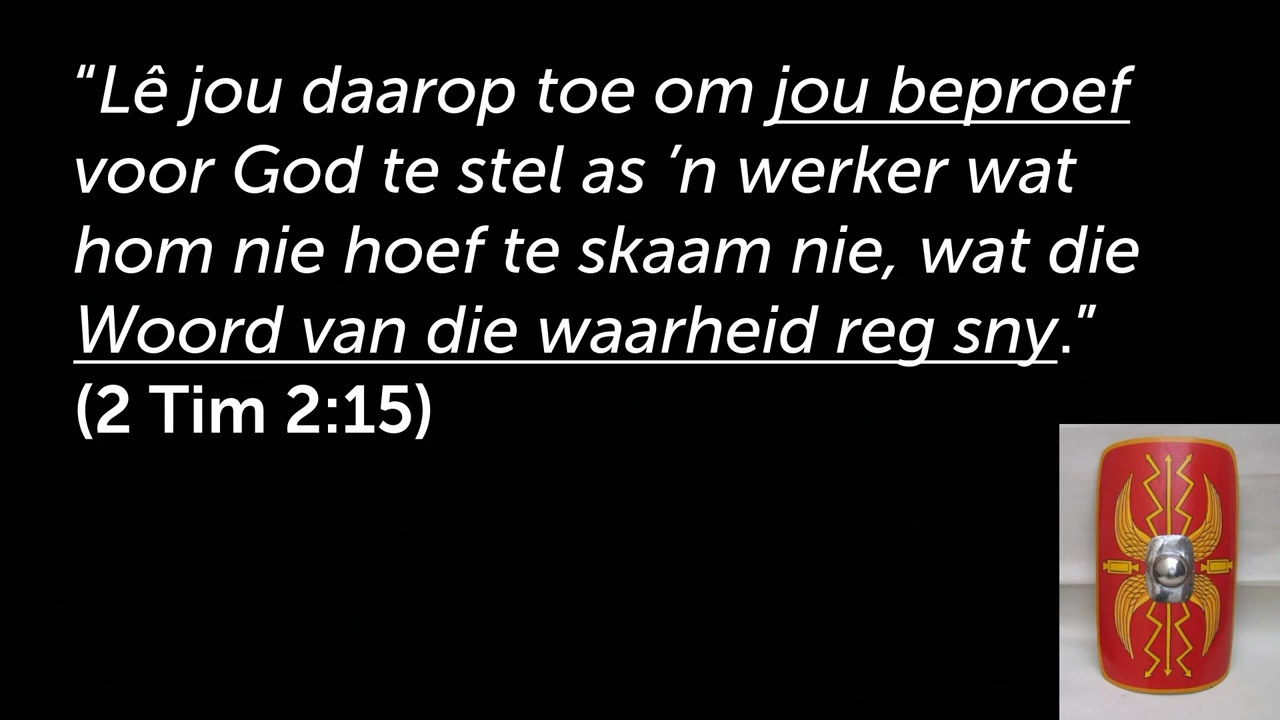 “Lê jou daarop toe om jou beproef
voor God te stel as ’n werker wat
hom nie hoef te skaam nie, wat die
Woord van die waarheid reg sny.”
(2 Tim 2:15)